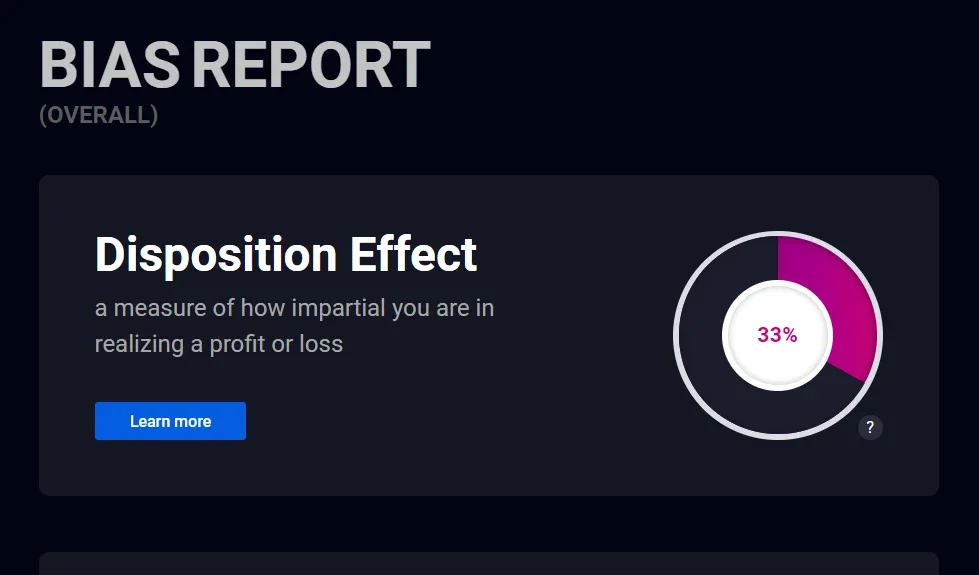 BIAS REPORT
(OVERALL)
Disposition Effect
a measure of how impartial you are in
realizing a profit or loss
33%
Learn more
?